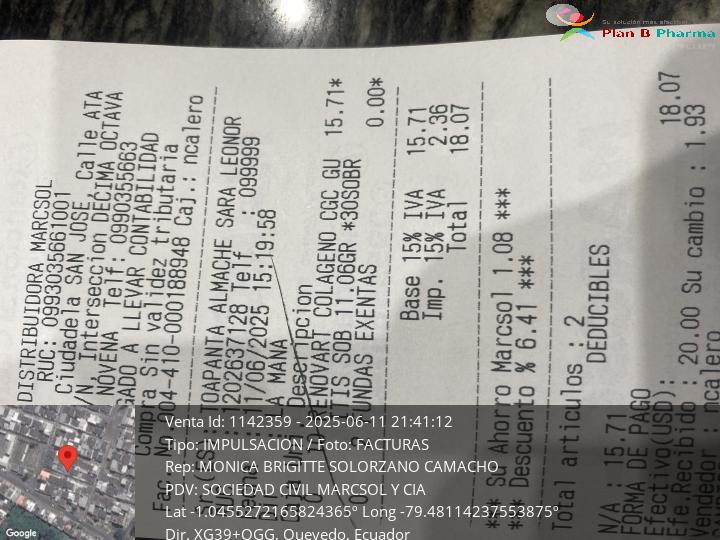 Su solución más efectiva
Plan B Pharma
DISTRIBUIDORA MARCSOL
RUC: 0993035661001
Ciudadela SAN JOSE, Calle ATA
/N, Interseccion DECIMA OCTAVA
NOVENA Telf: 0990355663
GADO A LLEVAR CONTABILIDAD
Compra Sin validez tributaria
Fac. 004-410-000188848 Caj.: ncalero
TOAPANTA ALMACHE SARA LEONOR
1202637128 Telf : 099999
11/06/2025 15:19:58
LA MANA
Descripcion
RENOVART COLAGENO CGC GU 15.71*
TIS SOB 11.06GR *30SOBR
FUNDAS EXENTAS 0.00*
Base 15% IVA 15.71
Imp. 15% IVA 2.36
Total 18.07
*** Su Ahorro Marcsol 1.08 ***
*** Descuento % 6.41 ***
Total articulos : 2
DEDUCIBLES
N/A : 15.71
FORMA DE PAGO
Efectivo(USD): 18.07
Efe.Recibido : 20.00 Su cambio : 1.93
Vendedor : ncalero
Google
Venta Id: 1142359 - 2025-06-11 21:41:12
Tipo: IMPULSACION / Foto: FACTURAS
Rep: MONICA BRIGITTE SOLORZANO CAMACHO
PDV: SOCIEDAD CIVIL MARCSOL Y CIA
Lat -1.0455272165824365° Long -79.48114237553875°
Dir. XG39+QGG, Quevedo, Ecuador